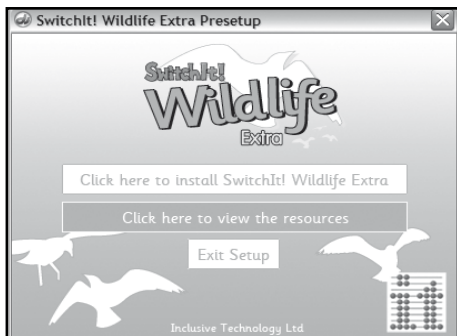 SwitchIt! Wildlife Extra Presetup
SwitchIt!
Wildlife
Extra
Click here to install SwitchIt! Wildlife Extra
Click here to view the resources
Exit Setup
Inclusive Technology Ltd
it